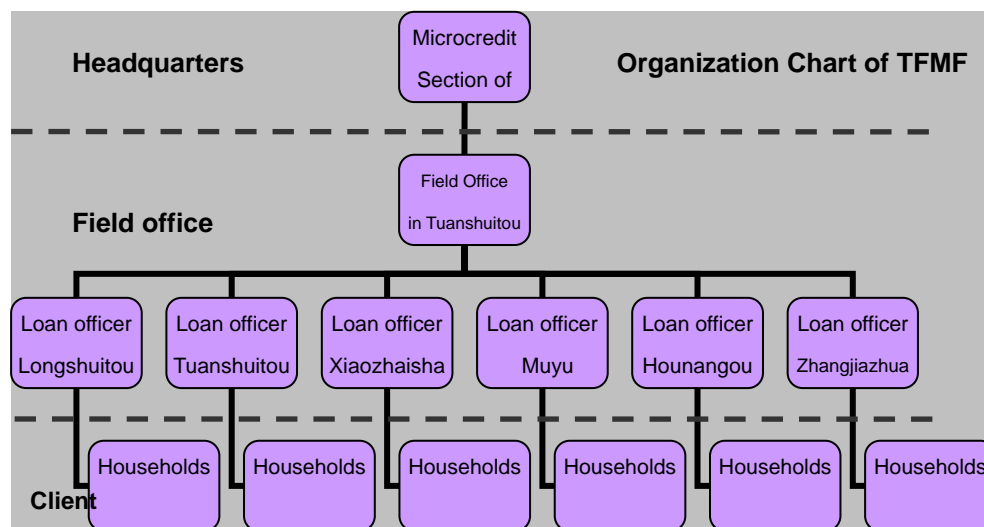 Headquarters
Microcredit
Section of
Organization Chart of TFMF
Field Office
in Tuanshuitou
Field office
Loan officer
Longshuitou
Loan officer
Tuanshuitou
Loan officer
Xiaozhaisha
Loan officer
Muyu
Loan officer
Hounangou
Loan officer
Zhangjiazhua
Client
Households
Households
Households
Households
Households
Households